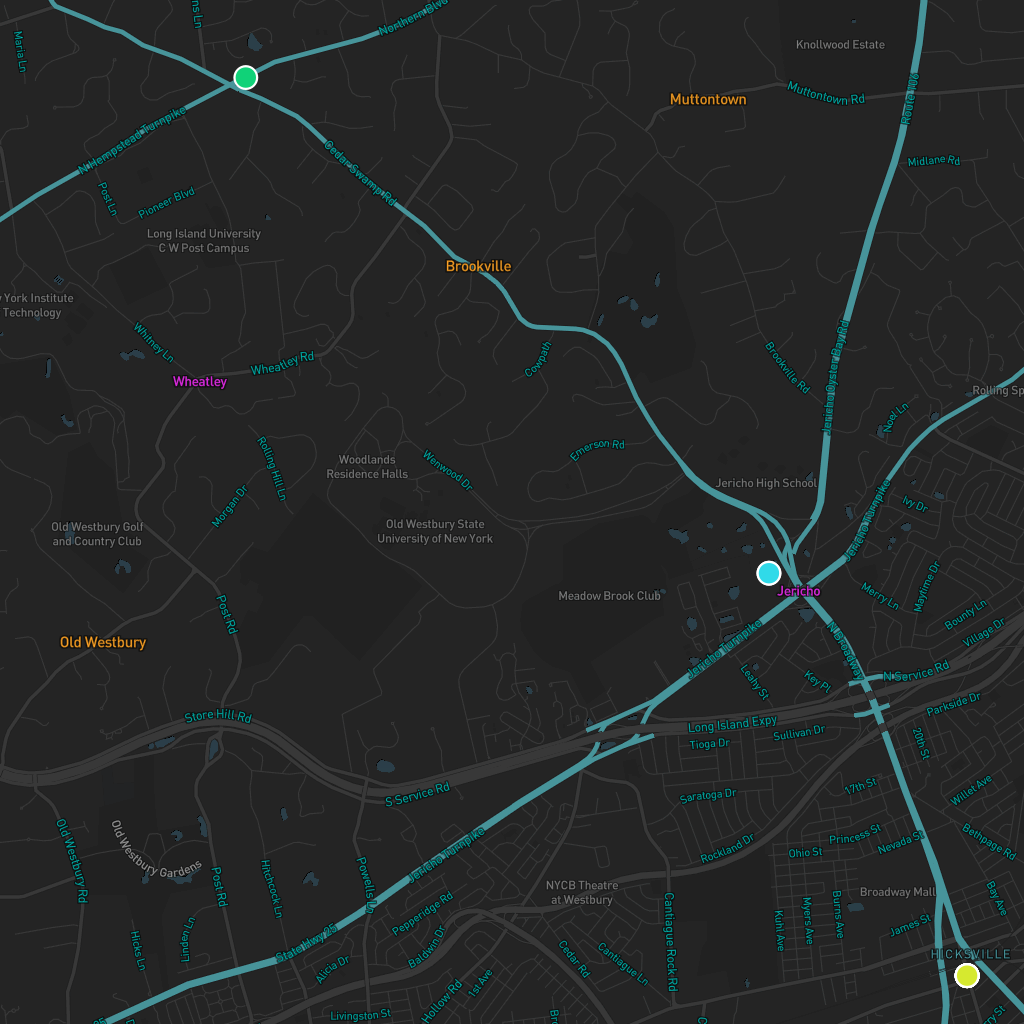 Northern Blvd
Maria Ln
Knollwood Estate
Muttontown
Muttontown Rd
Route 106
N Hempstead Turnpike
Cedar Swamp Rd
Midlane Rd
Post Ln
Pioneer Blvd
Long Island University
C W Post Campus
Brookville
York Institute
Technology
Whitney Ln
Wheatley Rd
Wheatley
Cowpath
Brookville Rd
Jericho Oyster Bay Rd
Rolling Sp
Noel Ln
Rolling Hill Ln
Woodlands
Residence Halls
Wenwood Dr
Emerson Rd
Jericho High School
Morgan Dr
Old Westbury Golf
and Country Club
Old Westbury State
University of New York
Jericho Turnpike
Ivy Dr
Meadow Brook Club
Jericho
Merry Ln
Maytime Dr
Bounty Ln
Village Dr
Post Rd
Old Westbury
Jericho Turnpike
N Broadway
Leahy St
Key Pl
N Service Rd
Parkside Dr
Store Hill Rd
Long Island Expy
Tioga Dr
Sullivan Dr
20th St
S Service Rd
Saratoga Dr
17th St
Willet Ave
Old Westbury Rd
Old Westbury Gardens
Post Rd
Hitchcock Ln
Powells Ln
Jericho Turnpike
Rockland Dr
Ohio St
Princess St
Nevada St
Bethpage Rd
NYCB Theatre
at Westbury
Cantiague Rock Rd
Kuhl Ave
Myers Ave
Burns Ave
Broadway Mall
Bay Ave
James St
Hicks Ln
Linden Ln
State Hwy 25
Alicia Dr
Pepperidge Rd
Baldwin Dr
Hollow Rd
1st Ave
Cedar Rd
Cantiague Ln
HICKSVILLE
Livingston St